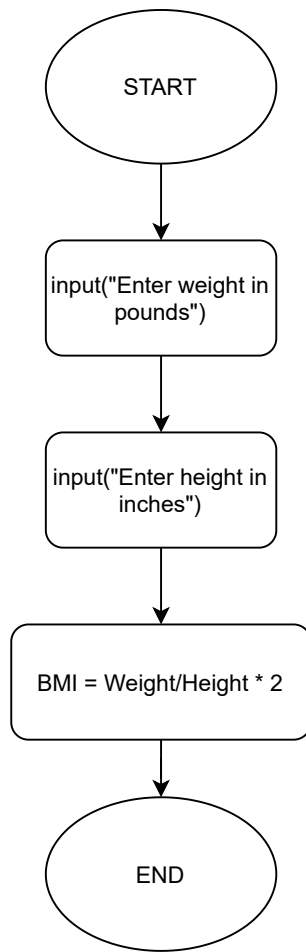 START
input("Enter weight in
pounds")
input("Enter height in
inches")
BMI = Weight/Height * 2
END